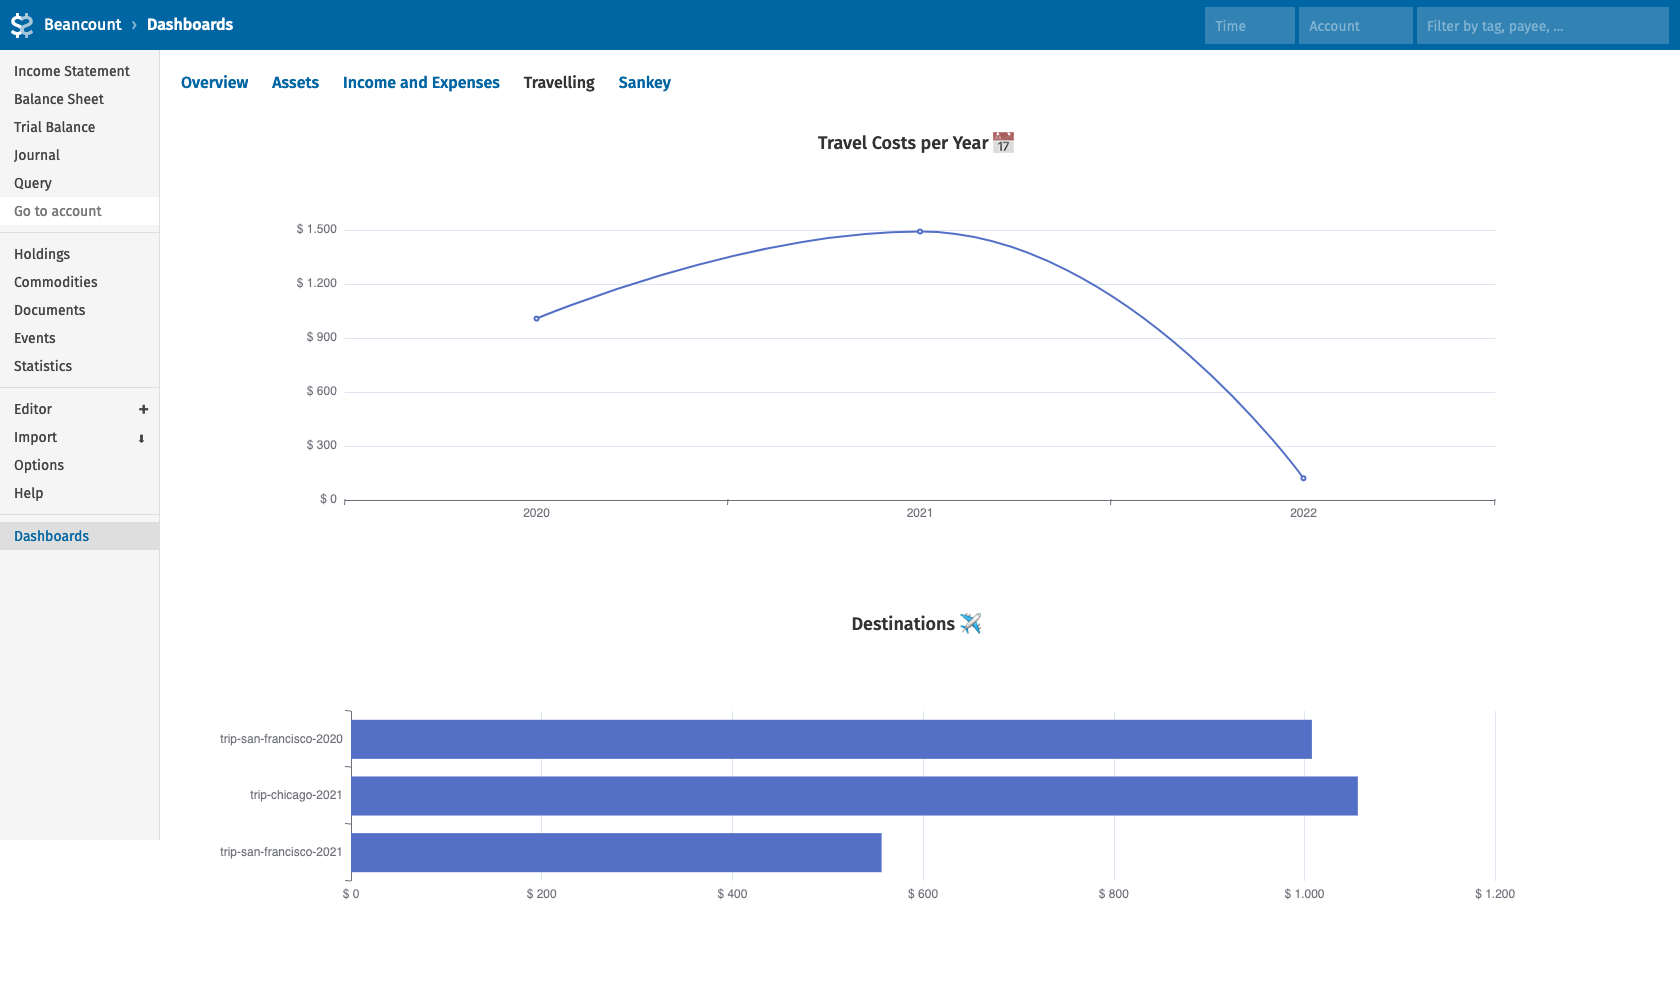 Beancount › Dashboards
Time
Account
Filter by tag, payee, ...
Income Statement
Balance Sheet
Trial Balance
Journal
Query
Go to account
Holdings
Commodities
Documents
Events
Statistics
Editor +
Import
Options
Help
Dashboards
Overview Assets Income and Expenses Travelling Sankey
Travel Costs per Year 17
$ 1.500
$ 1.200
$ 900
$ 600
$ 300
$ 0
2020 2021 2022
Destinations
trip-san-francisco-2020
trip-chicago-2021
trip-san-francisco-2021
$ 0 $ 200 $ 400 $ 600 $ 800 $ 1.000 $ 1.200